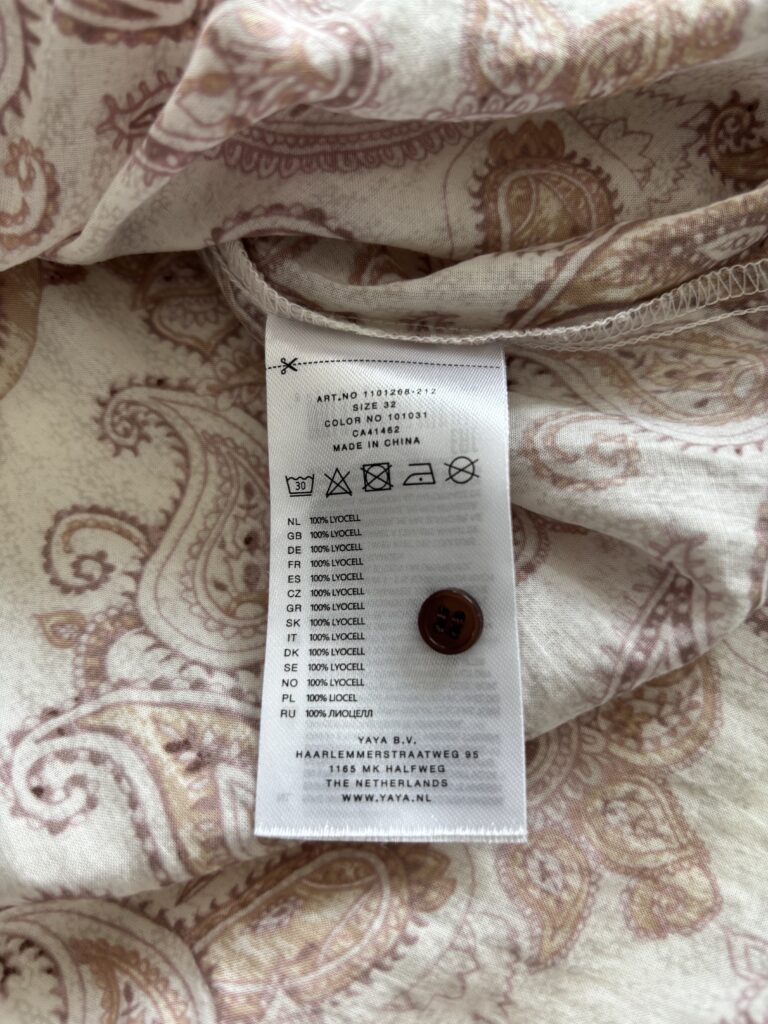 ART.NO 1101268-212
SIZE 32
COLOR NO 101031
CA41462
MADE IN CHINA
30
NL 100% LYOCELL
GB 100% LYOCELL
DE 100% LYOCELL
FR 100% LYOCELL
ES 100% LYOCELL
CZ 100% LYOCELL
GR 100% LYOCELL
SK 100% LYOCELL
IT 100% LYOCELL
DK 100% LYOCELL
SE 100% LYOCELL
NO 100% LYOCELL
PL 100% LIOCEL
RU 100% ЛИОЦЕЛЛ
YAYA B.V.
HAARLEMMERSTRAATWEG 95
1165 MK HALFWEG
THE NETHERLANDS
WWW.YAYA.NL